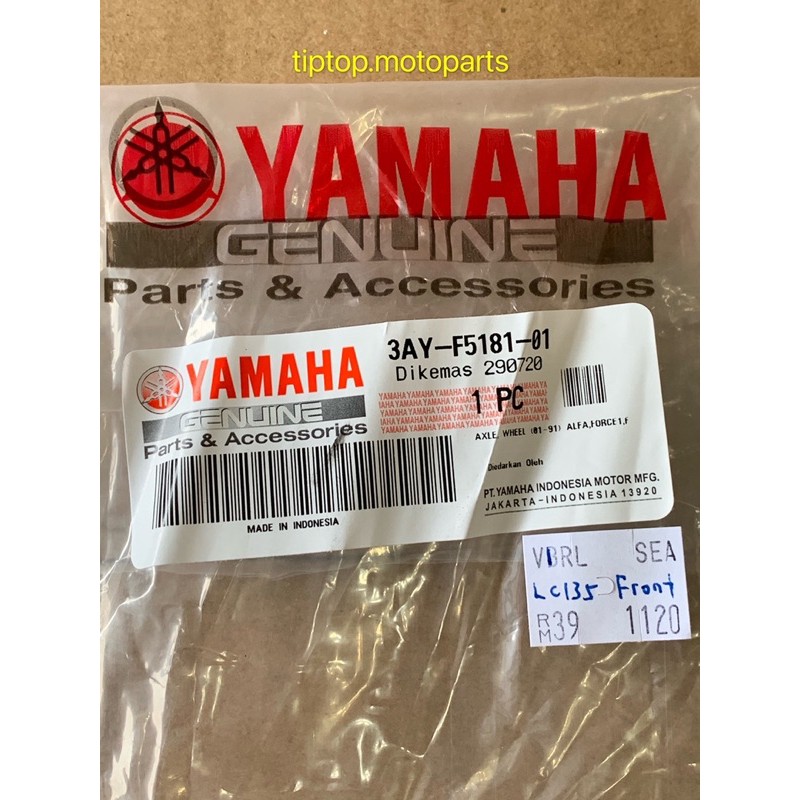 tiptop.motoparts
YAMAHA
GENUINE
Parts & Accessories
YAMAHA
GENUINE
Parts & Accessories
3AY-F5181-01
Dikemas 290720
1 PC
AXLE, WHEEL (01-91) ALFA,FORCE1,F
Diedarkan Oleh
PT. YAMAHA INDONESIA MOTOR MFG.
JAKARTA-INDONESIA 13920
MADE IN INDONESIA
VBRL SEA
LC135 Front
RM39 1120